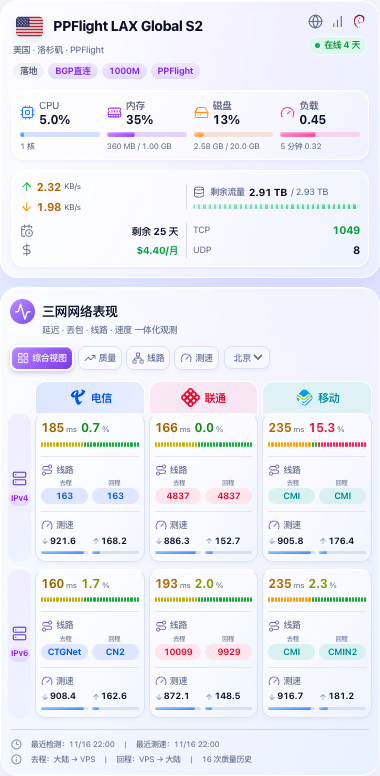 PPFlight LAX Global S2
美国 · 洛杉矶 · PPFlight
在线 4 天
落地 BGP直连 1000M PPFlight
CPU 5.0%
1 核
内存 35%
360 MB / 1.00 GB
磁盘 13%
2.58 GB / 20.0 GB
负载 0.45
5 分钟 0.32
↑ 2.32 KB/s
↓ 1.98 KB/s
剩余流量 2.91 TB / 2.93 TB
剩余 25 天
$4.40/月
TCP 1049
UDP 8
三网网络表现
延迟 · 丢包 · 线路 · 速度 一体化观测
综合视图 质量 线路 测速 北京
电信 联通 移动
IPv4
185 ms 0.7 %
线路
去程 回程
163 163
测速
↓ 921.6 ↑ 168.2
166 ms 0.0 %
线路
去程 回程
4837 4837
测速
↓ 886.3 ↑ 152.7
235 ms 15.3 %
线路
去程 回程
CMI CMI
测速
↓ 905.8 ↑ 176.4
IPv6
160 ms 1.7 %
线路
去程 回程
CTGNet CN2
测速
↓ 908.4 ↑ 162.6
193 ms 2.0 %
线路
去程 回程
10099 9929
测速
↓ 872.1 ↑ 148.5
235 ms 2.3 %
线路
去程 回程
CMI CMIN2
测速
↓ 916.7 ↑ 181.2
最近检测: 11/16 22:00 | 最近测速: 11/16 22:00
去程: 大陆 → VPS | 回程: VPS → 大陆 | 16 次质量历史